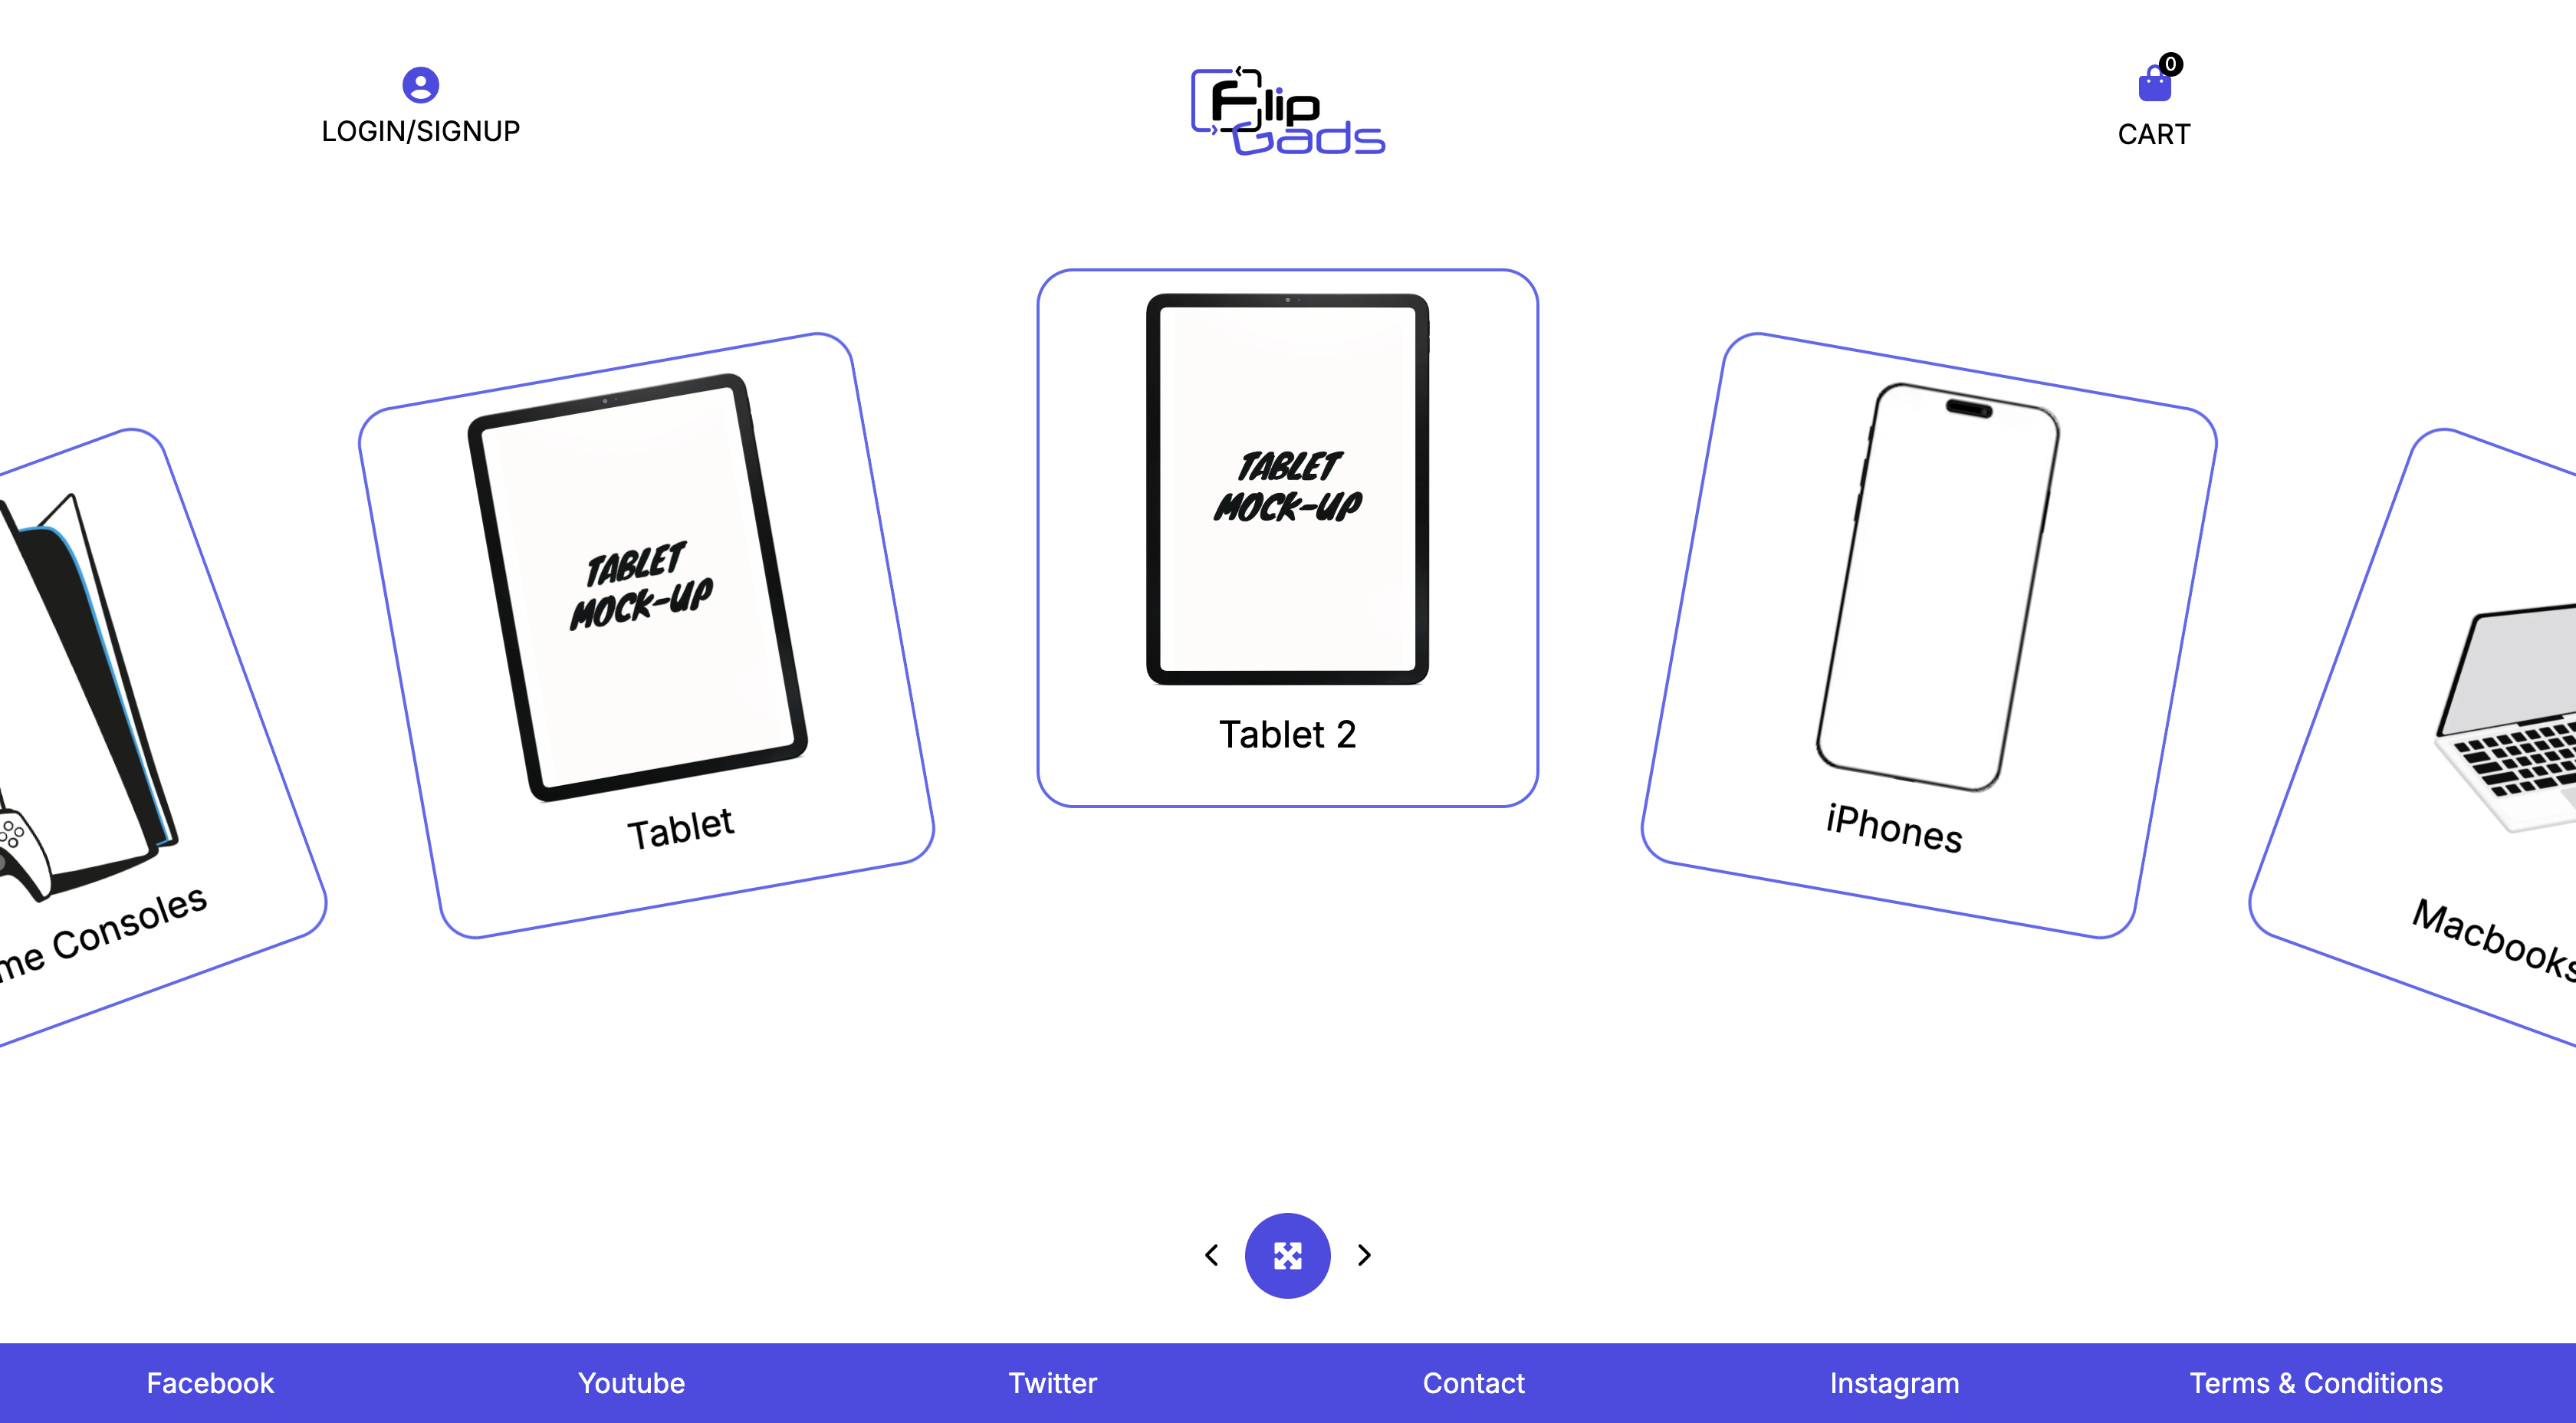 LOGIN/SIGNUP
Flip
Gads
0
CART
me Consoles
TABLET
MOCK-UP
Tablet
TABLET
MOCK-UP
Tablet 2
iPhones
Macbooks
Facebook
Youtube
Twitter
Contact
Instagram
Terms & Conditions